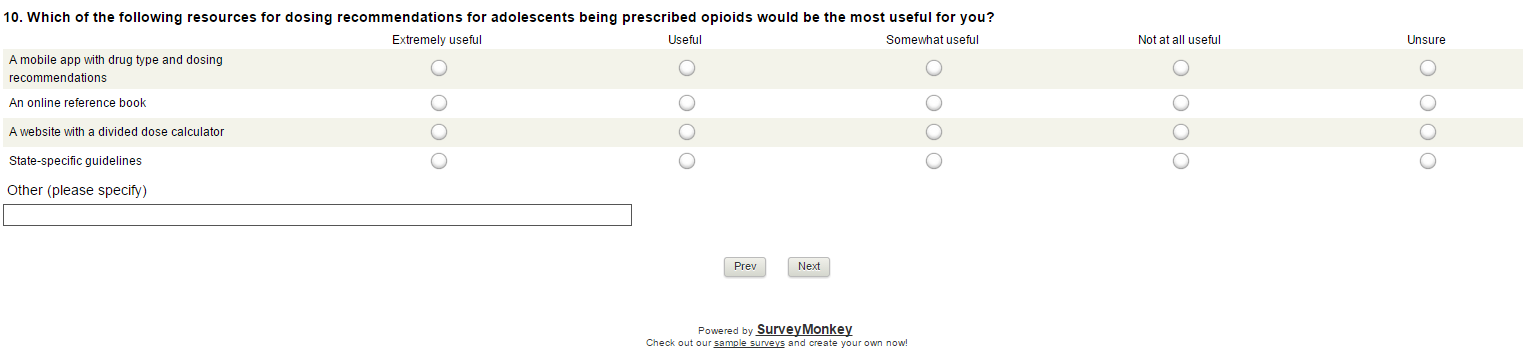 10. Which of the following resources for dosing recommendations for adolescents being prescribed opioids would be the most useful for you?
Extremely useful Useful Somewhat useful Not at all useful Unsure
A mobile app with drug type and dosing
recommendations
An online reference book
A website with a divided dose calculator
State-specific guidelines
Other (please specify)
Prev Next
Powered by SurveyMonkey
Check out our sample surveys and create your own now!